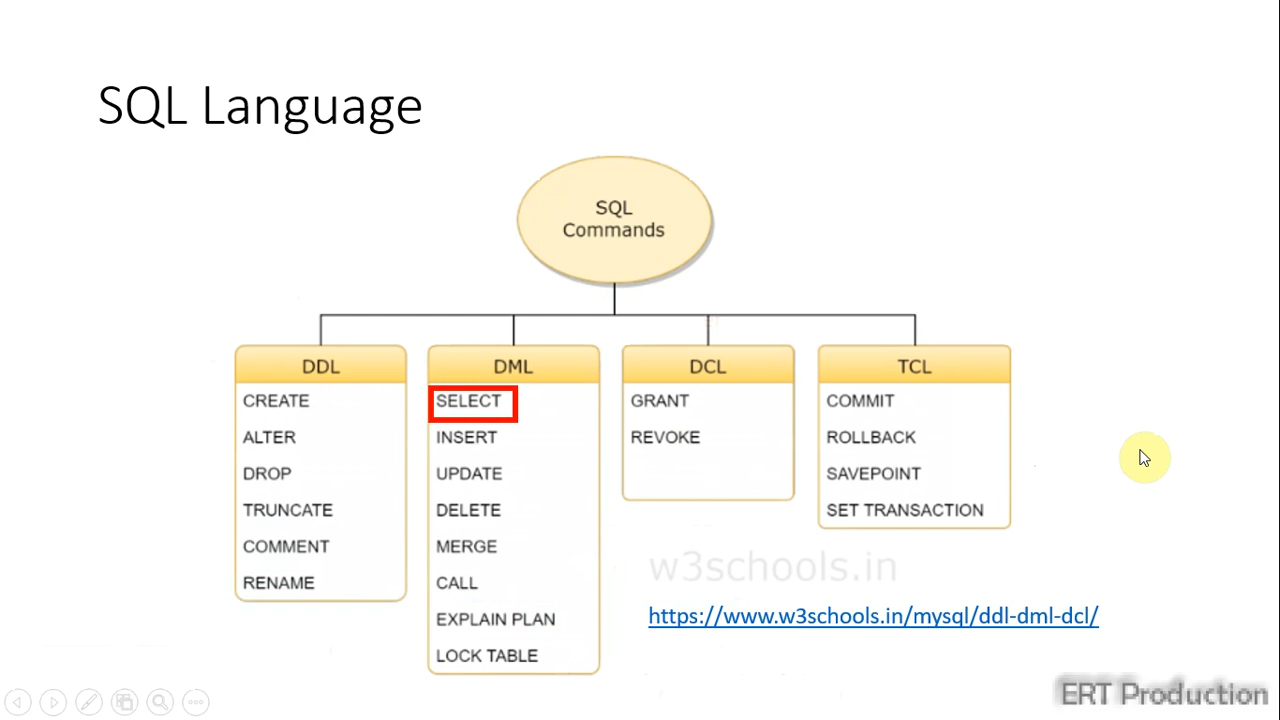 SQL Language
SQL
Commands
DDL
CREATE
ALTER
DROP
TRUNCATE
COMMENT
RENAME
DML
SELECT
INSERT
UPDATE
DELETE
MERGE
CALL
EXPLAIN PLAN
LOCK TABLE
DCL
GRANT
REVOKE
TCL
COMMIT
ROLLBACK
SAVEPOINT
SET TRANSACTION
w3schools.in
https://www.w3schools.in/mysql/ddl-dml-dcl/
ERT Production